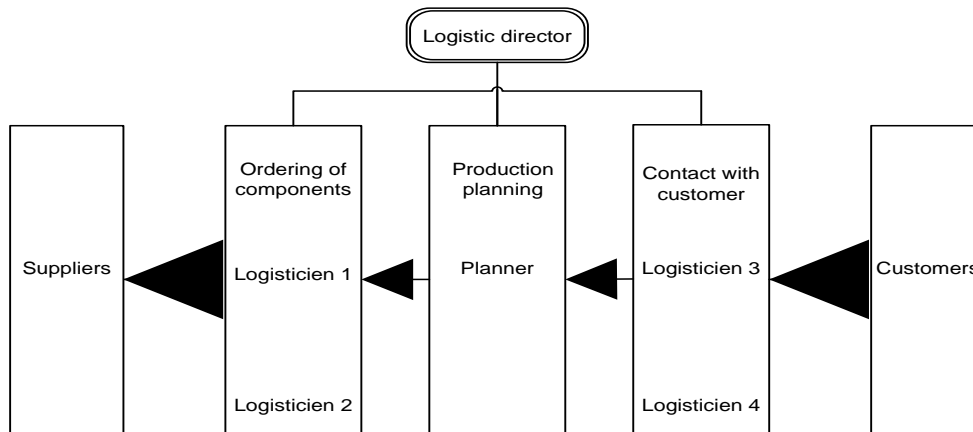 Logistic director
Suppliers
Ordering of
components
Logisticien 1
Logisticien 2
Production
planning
Planner
Contact with
customer
Logisticien 3
Logisticien 4
Customers